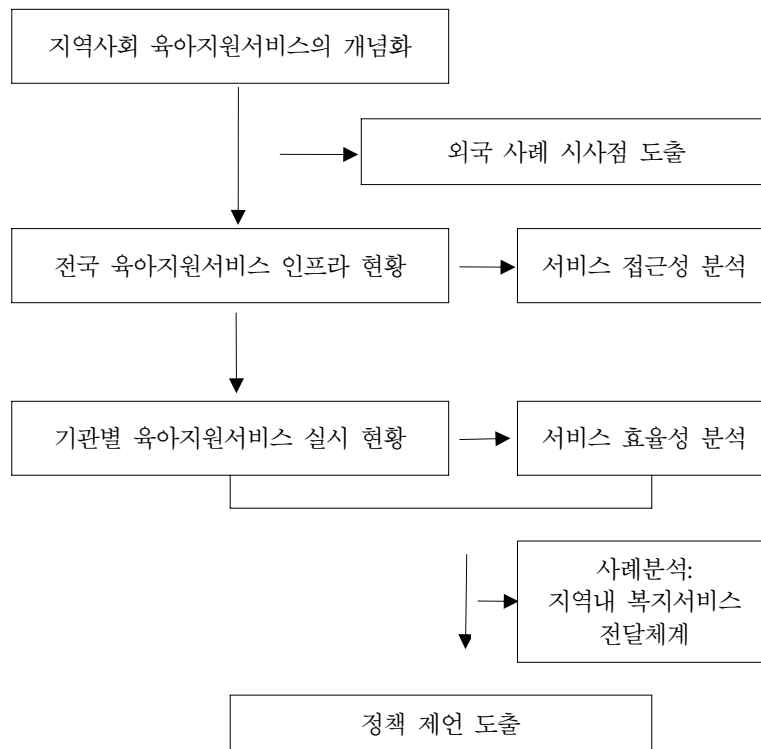 지역사회 육아지원서비스의 개념화
외국 사례 시사점 도출
전국 육아지원서비스 인프라 현황
서비스 접근성 분석
기관별 육아지원서비스 실시 현황
서비스 효율성 분석
사례분석:
지역내 복지서비스
전달체계
정책 제언 도출